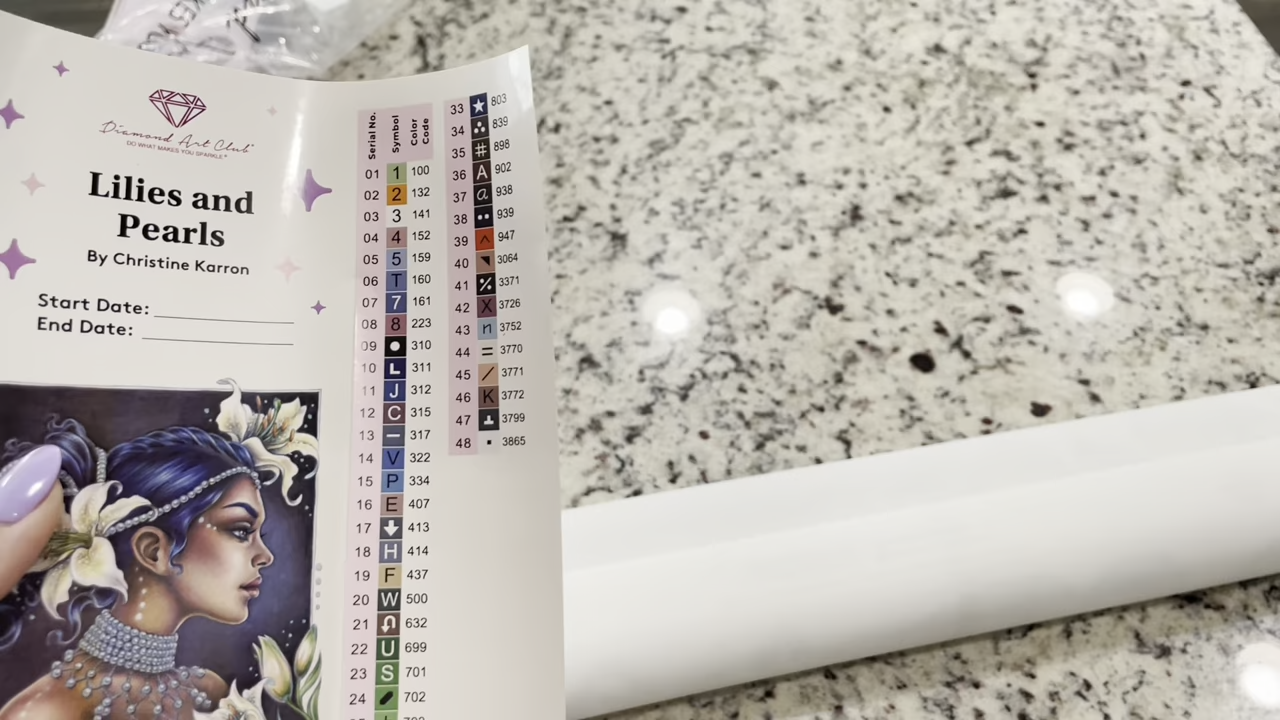 Diamond Art Club
DO WHAT MAKES YOU SPARKLE
Lilies and
Pearls
By Christine Karron
Start Date:
End Date:
Serial No. Symbol Color Code
01 1 100
02 2 132
03 3 141
04 4 152
05 5 159
06 T 160
07 7 161
08 8 223
09 ● 310
10 L 311
11 J 312
12 C 315
13 — 317
14 V 322
15 P 334
16 E 407
17 ⬇ 413
18 H 414
19 F 437
20 W 500
21 632
22 U 699
23 S 701
24 702
33 ★ 803
34 ∴ 839
35 # 898
36 A 902
37 a 938
38 •• 939
39 ^ 947
40 ◥ 3064
41 % 3371
42 X 3726
43 n 3752
44 = 3770
45 / 3771
46 K 3772
47 ┻ 3799
48 ▪ 3865